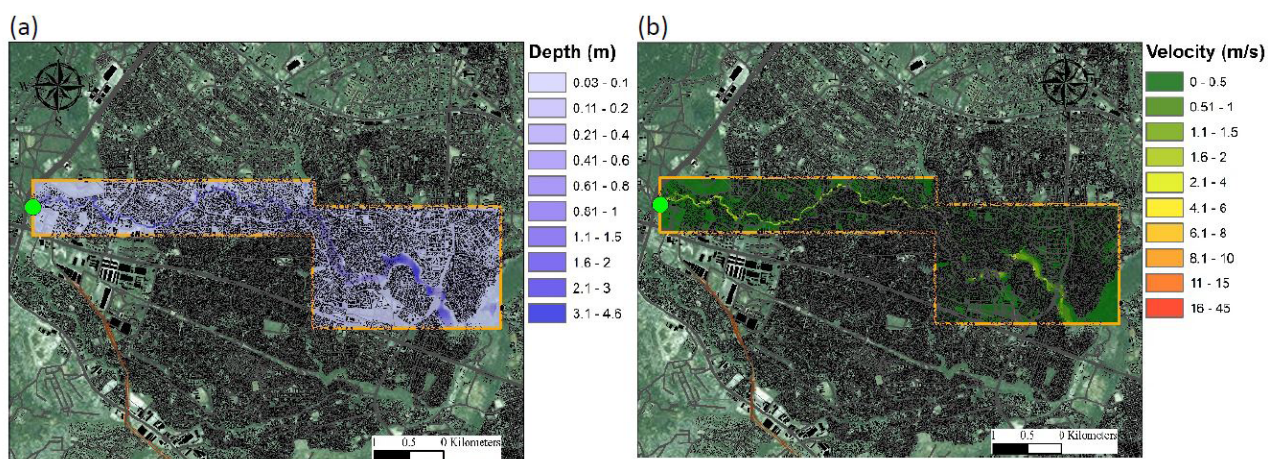 (a)
Depth (m)
0.03 - 0.1
0.11 - 0.2
0.21 - 0.4
0.41 - 0.6
0.61 - 0.8
0.81 - 1
1.1 - 1.5
1.6 - 2
2.1 - 3
3.1 - 4.6
1 0.5 0 Kilometers
(b)
Velocity (m/s)
0 - 0.5
0.51 - 1
1.1 - 1.5
1.6 - 2
2.1 - 4
4.1 - 6
6.1 - 8
8.1 - 10
11 - 15
16 - 45
1 0.5 0 Kilometers